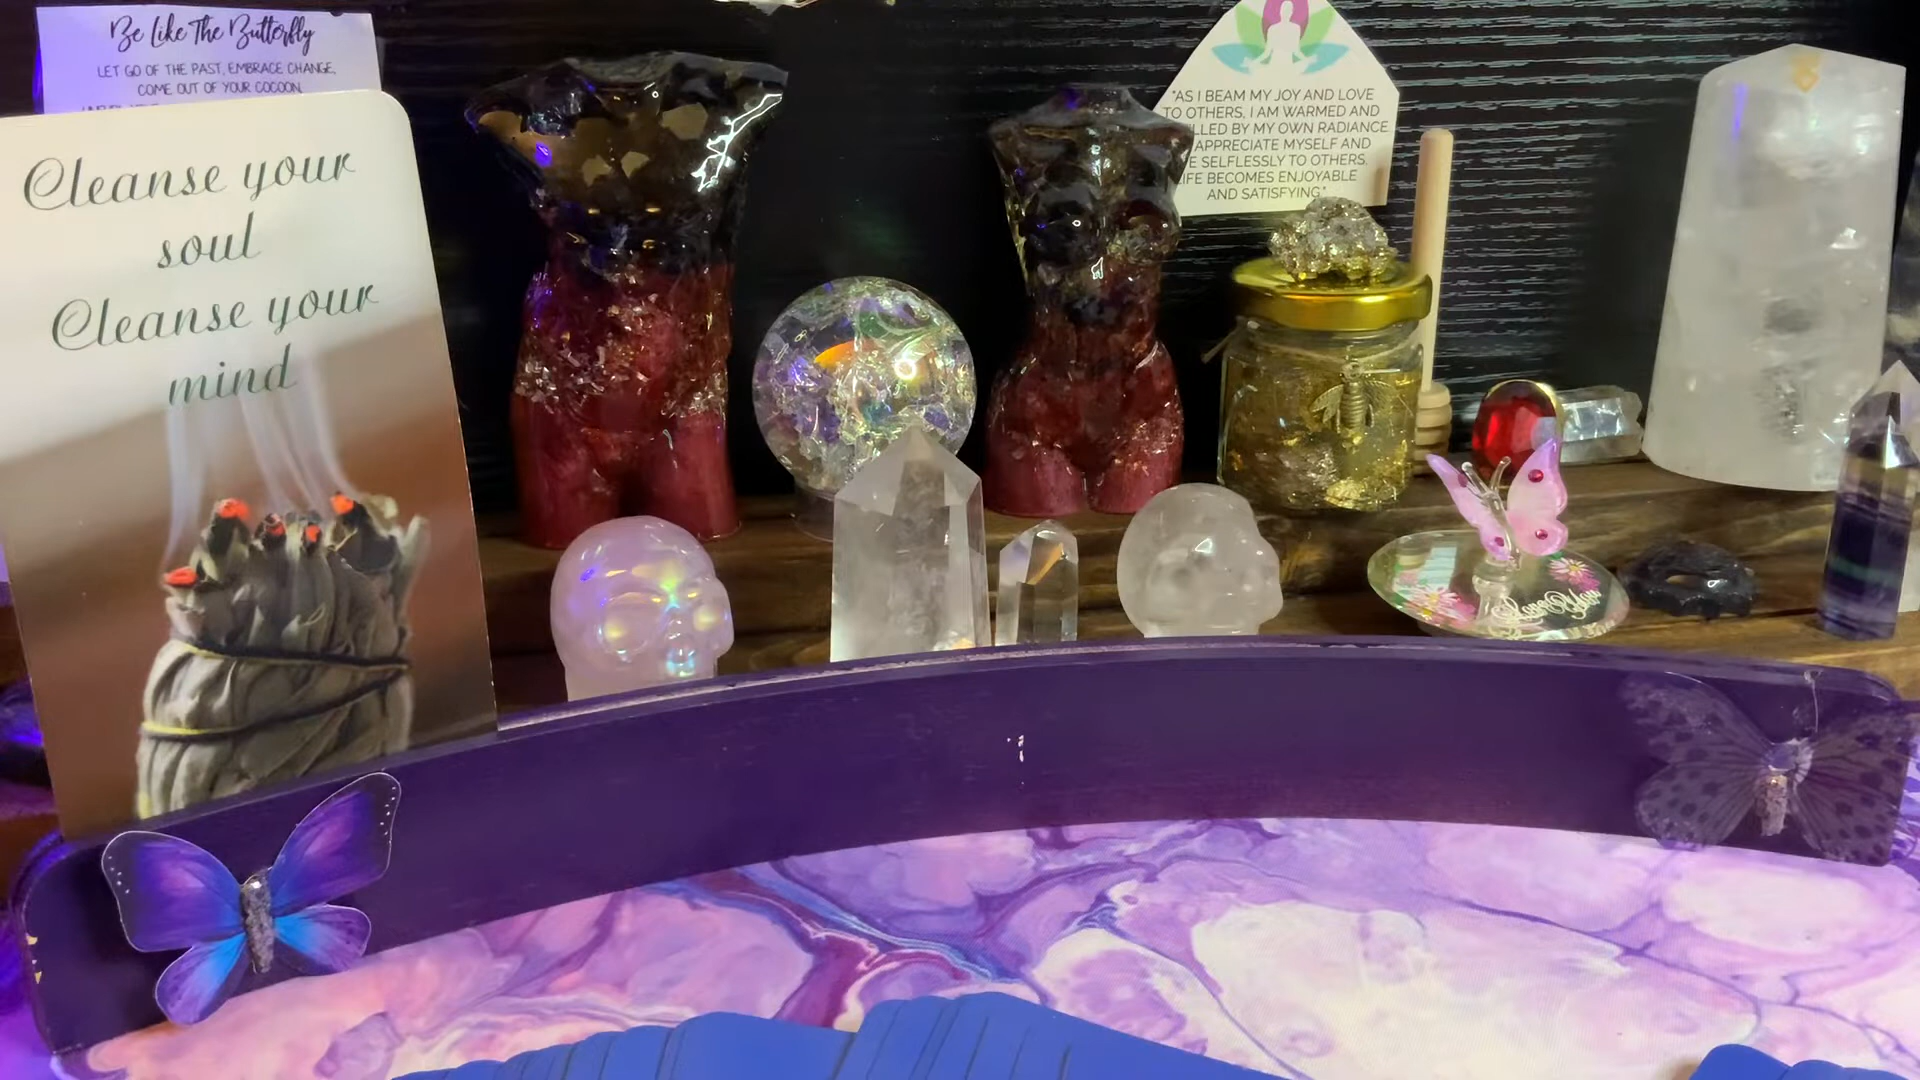 Be Like The Butterfly
LET GO OF THE PAST, EMBRACE CHANGE,
COME OUT OF YOUR COCOON,
Cleanse your
soul
Cleanse your
mind
"AS I BEAM MY JOY AND LOVE
TO OTHERS, I AM WARMED AND
BY MY OWN RADIANCE
APPRECIATE MYSELF AND
SELFLESSLY TO OTHERS.
LIFE BECOMES ENJOYABLE
AND SATISFYING."
Love You